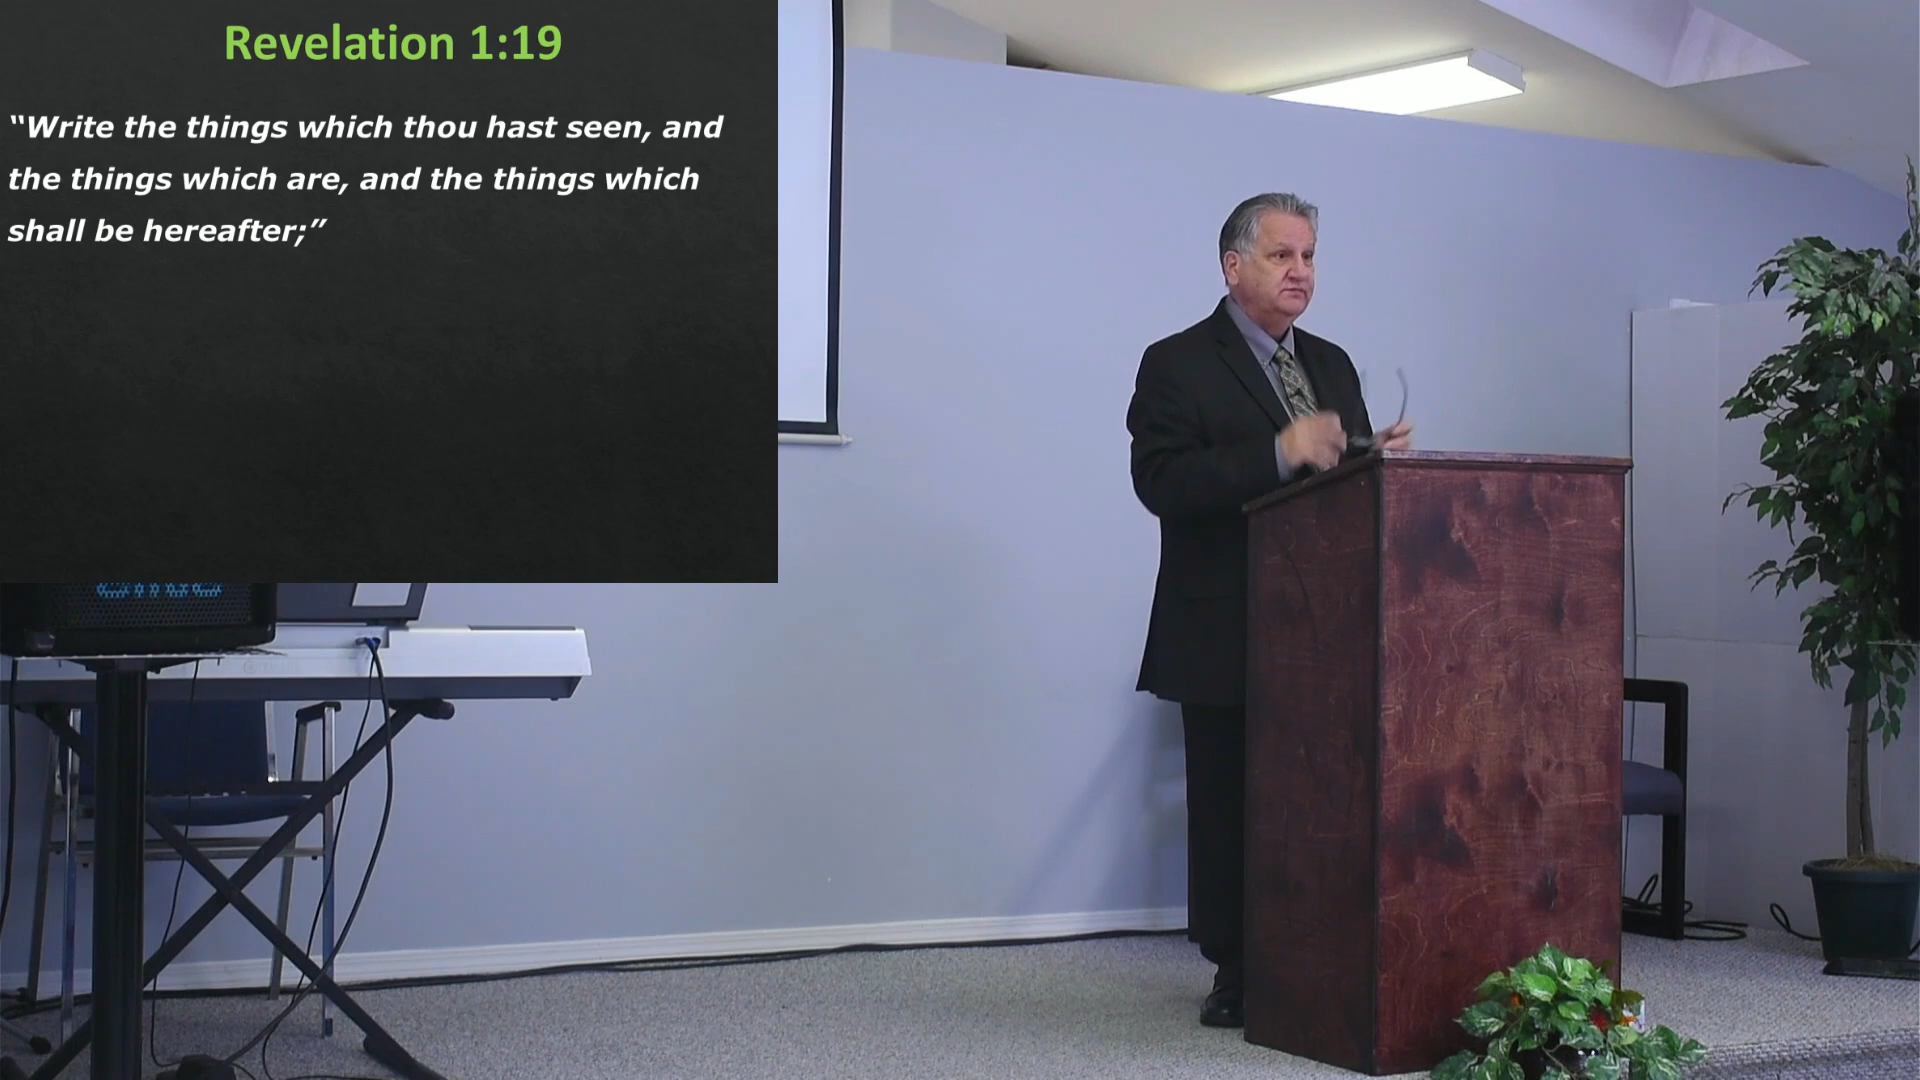 Revelation 1:19
“Write the things which thou hast seen, and
the things which are, and the things which
shall be hereafter;”